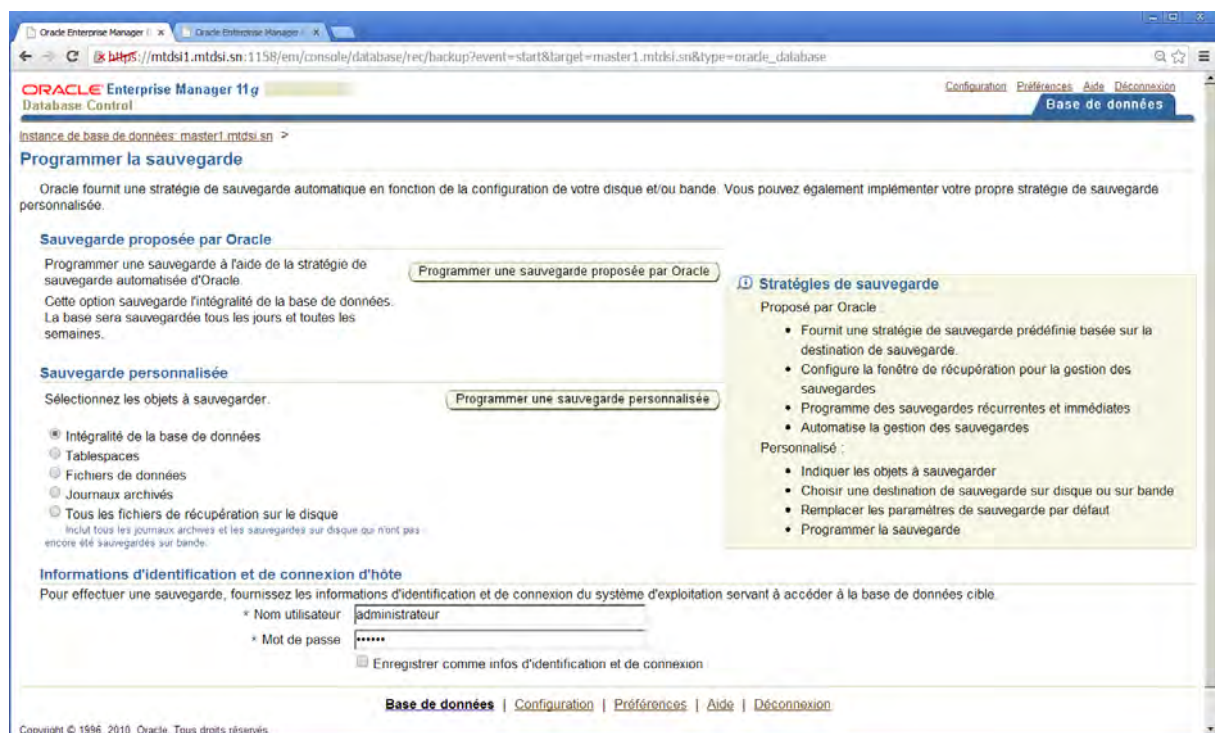 Oracle Enterprise Manager (
Oracle Enterprise Manager
https://mtdsi1.mtdsi.sn:1158/em/console/database/rec/backup?event=start&target=master1.mtdsi.sn&type=oracle_database
ORACLE Enterprise Manager 11g
Database Control
Configuration Préférences Aide Déconnexion
Base de données
Instance de base de données: master1.mtdsi.sn >
Programmer la sauvegarde
Oracle fournit une stratégie de sauvegarde automatique en fonction de la configuration de votre disque et/ou bande. Vous pouvez également implémenter votre propre stratégie de sauvegarde
personnalisée.
Sauvegarde proposée par Oracle
Programmer une sauvegarde à l'aide de la stratégie de
sauvegarde automatisée d'Oracle.
Programmer une sauvegarde proposée par Oracle
Cette option sauvegarde l'intégralité de la base de données.
La base sera sauvegardée tous les jours et toutes les
semaines.
Sauvegarde personnalisée
Sélectionnez les objets à sauvegarder.
Programmer une sauvegarde personnalisée
Intégralité de la base de données
Tablespaces
Fichiers de données
Journaux archivés
Tous les fichiers de récupération sur le disque
Inclut tous les journaux archives et les sauvegardes sur disque qui n'ont pas
encore été sauvegardés sur bande.
Stratégies de sauvegarde
Proposé par Oracle :
• Fournit une stratégie de sauvegarde prédéfinie basée sur la
destination de sauvegarde.
• Configure la fenêtre de récupération pour la gestion des
sauvegardes
• Programme des sauvegardes récurrentes et immédiates
• Automatise la gestion des sauvegardes
Personnalisé :
• Indiquer les objets à sauvegarder
• Choisir une destination de sauvegarde sur disque ou sur bande
• Remplacer les paramètres de sauvegarde par défaut
• Programmer la sauvegarde
Informations d'identification et de connexion d'hôte
Pour effectuer une sauvegarde, fournissez les informations d'identification et de connexion du système d'exploitation servant à accéder à la base de données cible.
* Nom utilisateur administrateur
* Mot de passe ••••••
Enregistrer comme infos d'identification et de connexion
Base de données | Configuration | Préférences | Aide | Déconnexion
Copyright © 1996, 2010, Oracle. Tous droits réservés.